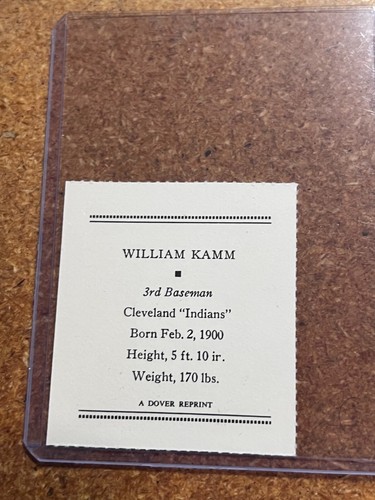 WILLIAM KAMM
3rd Baseman
Cleveland "Indians"
Born Feb. 2, 1900
Height, 5 ft. 10 ir.
Weight, 170 lbs.
A DOVER REPRINT